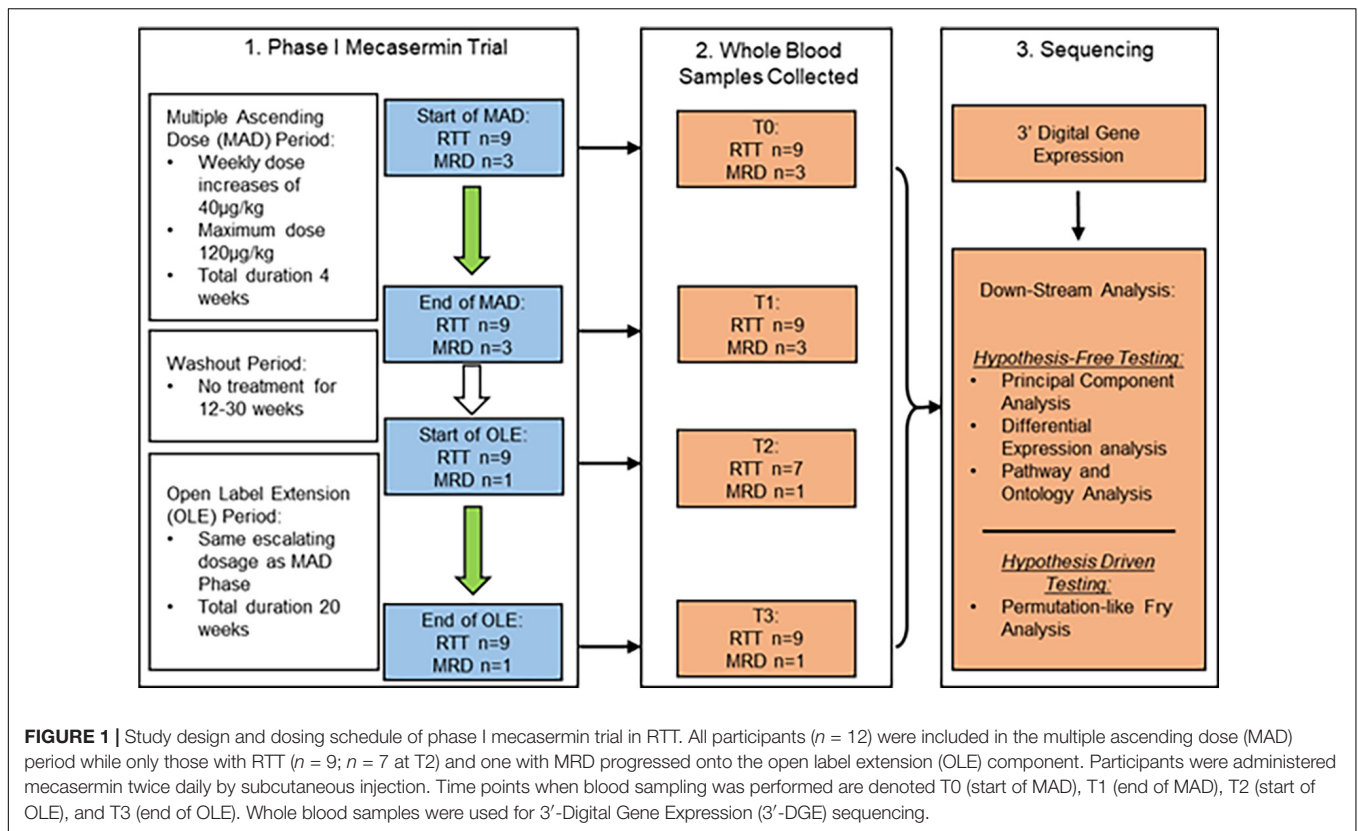 1. Phase I Mecasermin Trial
Multiple Ascending
Dose (MAD) Period:
• Weekly dose
increases of
40µg/kg
• Maximum dose
120µg/kg
• Total duration 4
weeks
Washout Period:
• No treatment for
12-30 weeks
Open Label Extension
(OLE) Period:
• Same escalating
dosage as MAD
Phase
• Total duration 20
weeks
Start of MAD:
RTT n=9
MRD n=3
End of MAD:
RTT n=9
MRD n=3
Start of OLE:
RTT n=9
MRD n=1
End of OLE:
RTT n=9
MRD n=1
2. Whole Blood
Samples Collected
T0:
RTT n=9
MRD n=3
T1:
RTT n=9
MRD n=3
T2:
RTT n=7
MRD n=1
T3:
RTT n=9
MRD n=1
3. Sequencing
3' Digital Gene
Expression
Down-Stream Analysis:
Hypothesis-Free Testing:
• Principal Component
Analysis
• Differential
Expression analysis
• Pathway and
Ontology Analysis
Hypothesis Driven
Testing:
• Permutation-like Fry
Analysis
FIGURE 1 | Study design and dosing schedule of phase I mecasermin trial in RTT. All participants (n = 12) were included in the multiple ascending dose (MAD)
period while only those with RTT (n = 9; n = 7 at T2) and one with MRD progressed onto the open label extension (OLE) component. Participants were administered
mecasermin twice daily by subcutaneous injection. Time points when blood sampling was performed are denoted T0 (start of MAD), T1 (end of MAD), T2 (start of
OLE), and T3 (end of OLE). Whole blood samples were used for 3′-Digital Gene Expression (3′-DGE) sequencing.